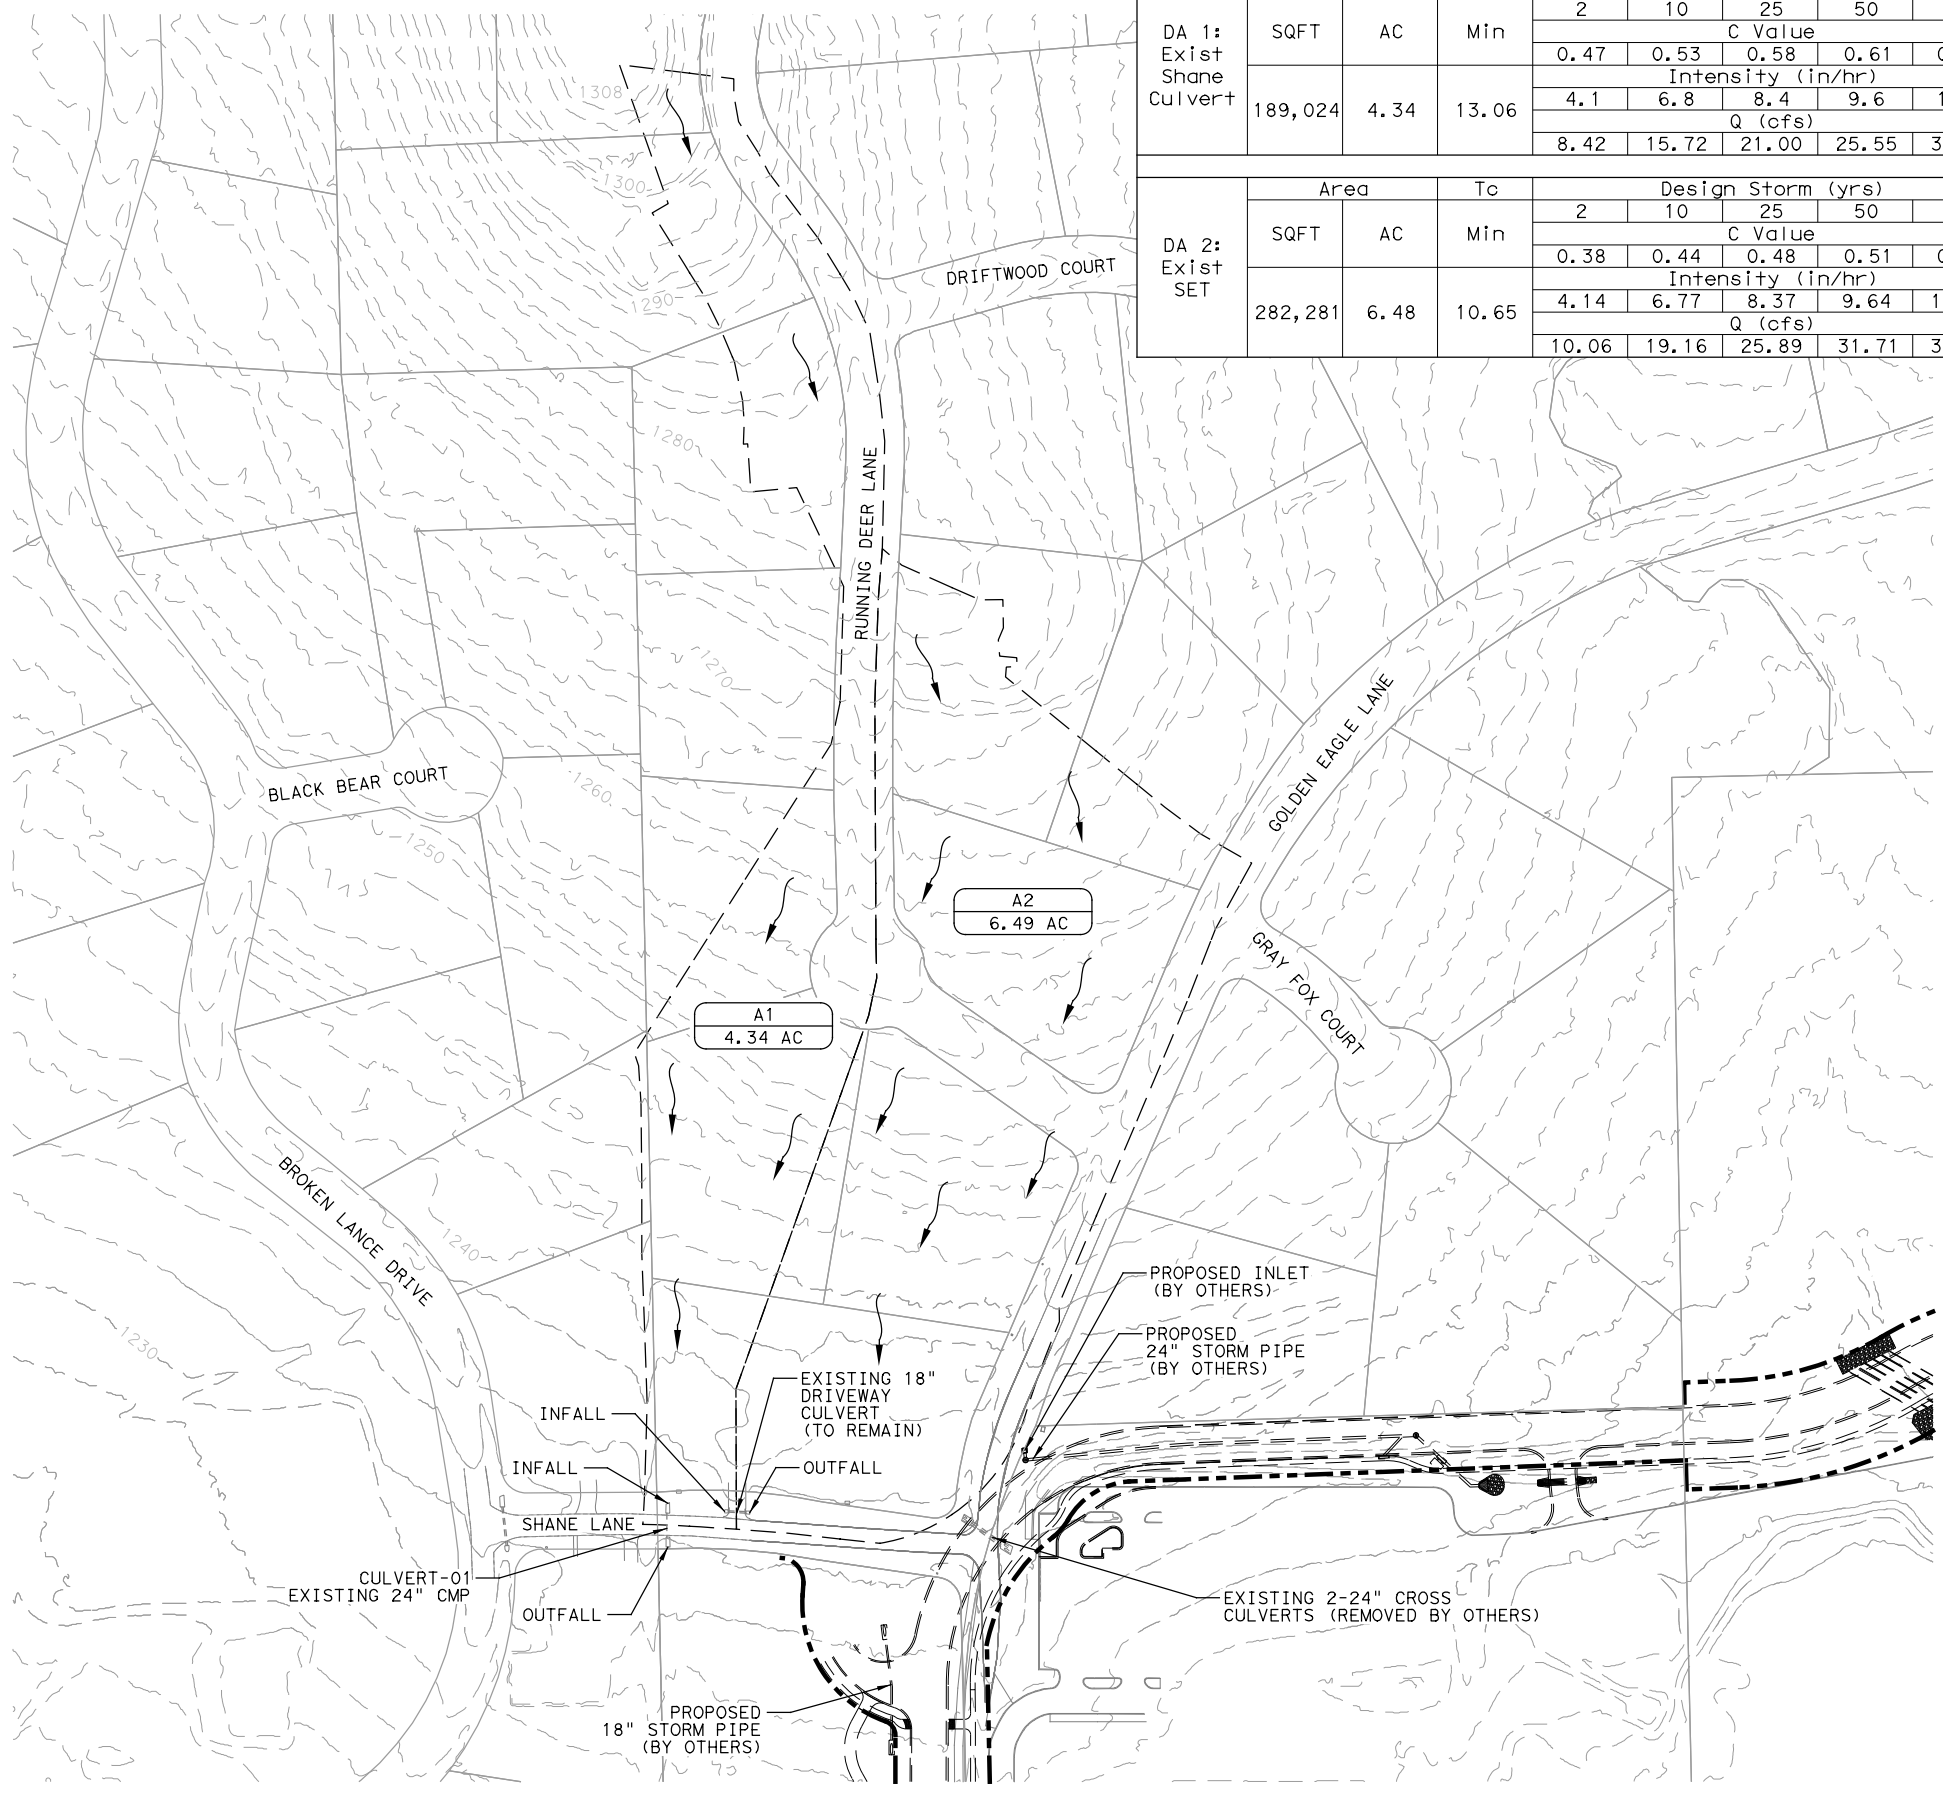 2 10 25 50
DA 1: SQFT AC Min C Value
Exist 0.47 0.53 0.58 0.61
Shane Intensity (in/hr)
Culvert 189,024 4.34 13.06 4.1 6.8 8.4 9.6
Q (cfs)
8.42 15.72 21.00 25.55
Area Tc Design Storm (yrs)
2 10 25 50
DA 2: SQFT AC Min C Value
Exist 0.38 0.44 0.48 0.51
SET Intensity (in/hr)
282,281 6.48 10.65 4.14 6.77 8.37 9.64
Q (cfs)
10.06 19.16 25.89 31.71
1308
1300
1290
DRIFTWOOD COURT
1280
RUNNING DEER LANE
1270
GOLDEN EAGLE LANE
BLACK BEAR COURT
1260
1250
A2
6.49 AC
GRAY FOX COURT
A1
4.34 AC
BROKEN LANCE DRIVE
1240
1230
PROPOSED INLET
(BY OTHERS)
PROPOSED
24" STORM PIPE
(BY OTHERS)
EXISTING 18"
DRIVEWAY
CULVERT
(TO REMAIN)
INFALL
INFALL
OUTFALL
SHANE LANE
CULVERT-01
EXISTING 24" CMP
OUTFALL
EXISTING 2-24" CROSS
CULVERTS (REMOVED BY OTHERS)
PROPOSED
18" STORM PIPE
(BY OTHERS)